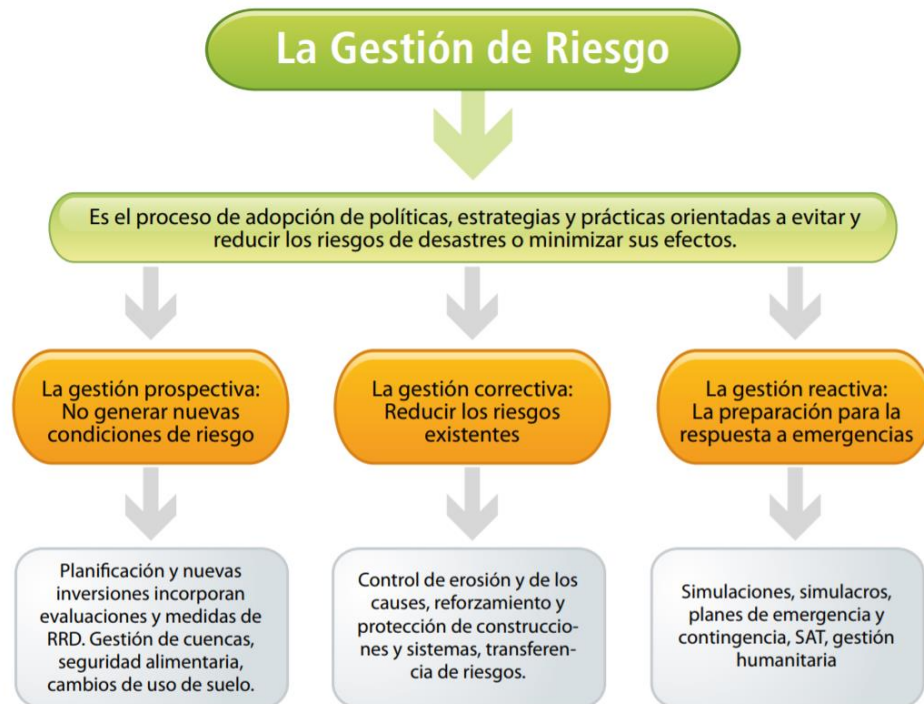 La Gestión de Riesgo
Es el proceso de adopción de políticas, estrategias y prácticas orientadas a evitar y
reducir los riesgos de desastres o minimizar sus efectos.
La gestión prospectiva:
No generar nuevas
condiciones de riesgo
La gestión correctiva:
Reducir los riesgos
existentes
La gestión reactiva:
La preparación para la
respuesta a emergencias
Planificación y nuevas
inversiones incorporan
evaluaciones y medidas de
RRD. Gestión de cuencas,
seguridad alimentaria,
cambios de uso de suelo.
Control de erosión y de los
causes, reforzamiento y
protección de construccio-
nes y sistemas, transferen-
cia de riesgos.
Simulaciones, simulacros,
planes de emergencia y
contingencia, SAT, gestión
humanitaria